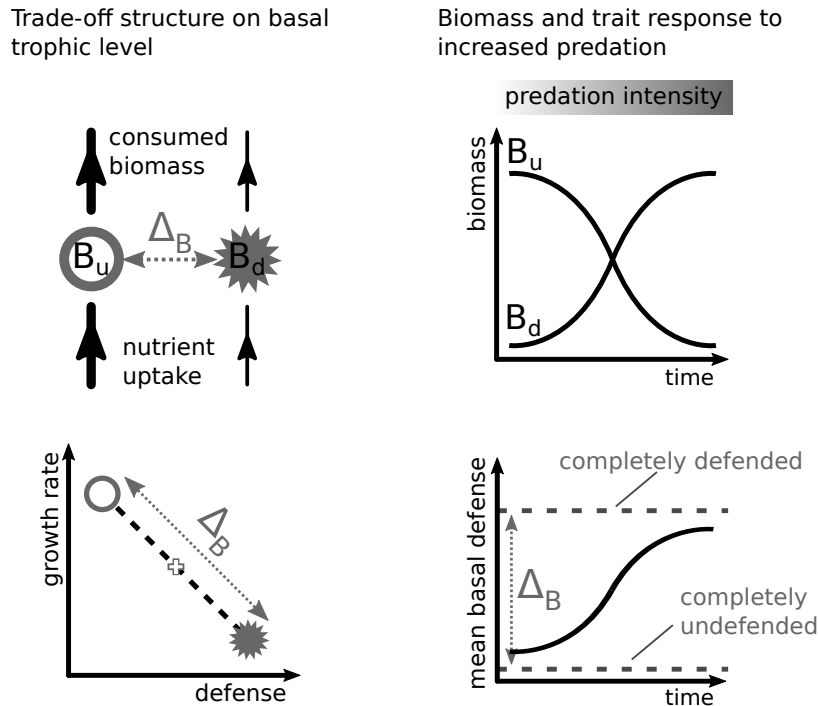 Trade-off structure on basal
trophic level
consumed
biomass
Δ_B
B_u
B_d
nutrient
uptake
growth rate
Δ_B
defense
Biomass and trait response to
increased predation
predation intensity
biomass
B_u
B_d
time
completely defended
mean basal defense
Δ_B
completely
undefended
time